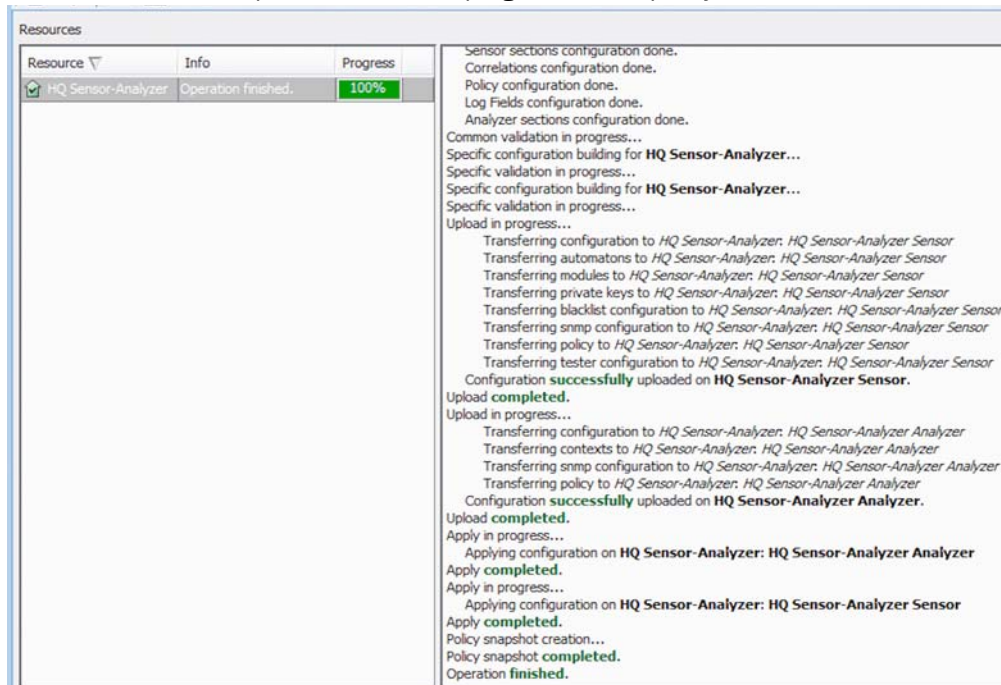 Resources
Resource Info Progress
HQ Sensor-Analyzer Operation finished. 100%
Sensor sections configuration done.
Correlations configuration done.
Policy configuration done.
Log Fields configuration done.
Analyzer sections configuration done.
Common validation in progress...
Specific configuration building for HQ Sensor-Analyzer...
Specific validation in progress...
Specific configuration building for HQ Sensor-Analyzer...
Specific validation in progress...
Upload in progress...
Transferring configuration to HQ Sensor-Analyzer: HQ Sensor-Analyzer Sensor
Transferring automatons to HQ Sensor-Analyzer: HQ Sensor-Analyzer Sensor
Transferring modules to HQ Sensor-Analyzer: HQ Sensor-Analyzer Sensor
Transferring private keys to HQ Sensor-Analyzer: HQ Sensor-Analyzer Sensor
Transferring blacklist configuration to HQ Sensor-Analyzer: HQ Sensor-Analyzer Sensor
Transferring snmp configuration to HQ Sensor-Analyzer: HQ Sensor-Analyzer Sensor
Transferring policy to HQ Sensor-Analyzer: HQ Sensor-Analyzer Sensor
Transferring tester configuration to HQ Sensor-Analyzer: HQ Sensor-Analyzer Sensor
Configuration successfully uploaded on HQ Sensor-Analyzer Sensor.
Upload completed.
Upload in progress...
Transferring configuration to HQ Sensor-Analyzer: HQ Sensor-Analyzer Analyzer
Transferring contexts to HQ Sensor-Analyzer: HQ Sensor-Analyzer Analyzer
Transferring snmp configuration to HQ Sensor-Analyzer: HQ Sensor-Analyzer Analyzer
Transferring policy to HQ Sensor-Analyzer: HQ Sensor-Analyzer Analyzer
Configuration successfully uploaded on HQ Sensor-Analyzer Analyzer.
Upload completed.
Apply in progress...
Applying configuration on HQ Sensor-Analyzer: HQ Sensor-Analyzer Analyzer
Apply completed.
Apply in progress...
Applying configuration on HQ Sensor-Analyzer: HQ Sensor-Analyzer Sensor
Apply completed.
Policy snapshot creation...
Policy snapshot completed.
Operation finished.